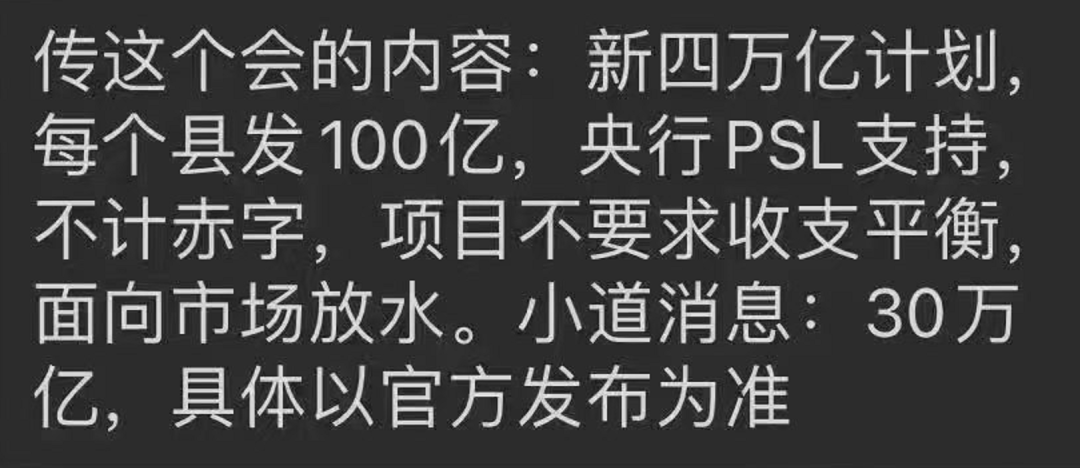 传这个会的内容：新四万亿计划，
每个县发100亿，央行PSL支持，
不计赤字，项目不要求收支平衡，
面向市场放水。小道消息：30万
亿，具体以官方发布为准